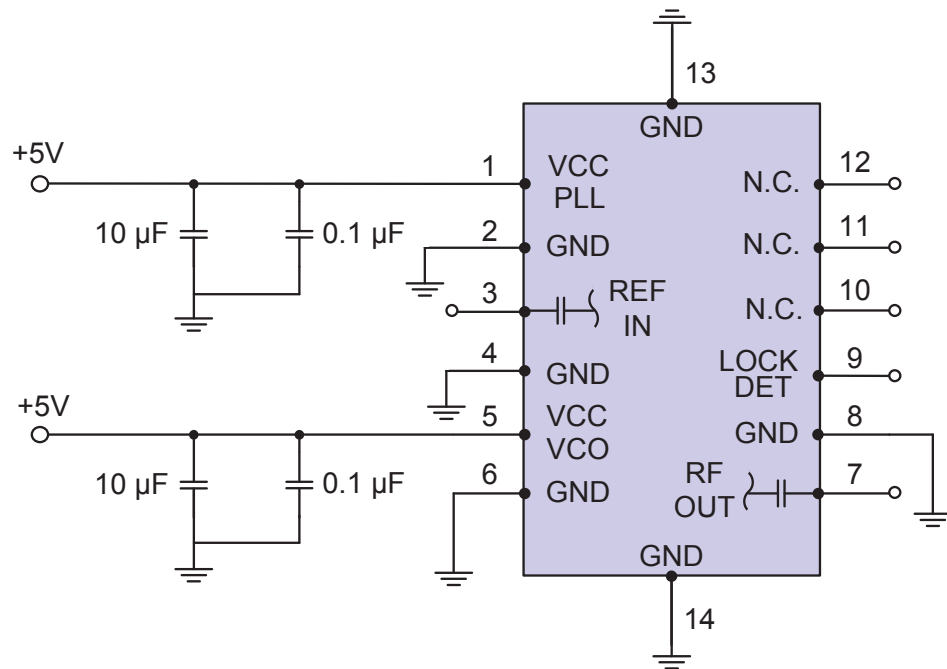 13
GND
+5V
1
VCC
PLL
10 µF
0.1 µF
2
GND
3
REF
IN
4
GND
+5V
5
VCC
VCO
10 µF
0.1 µF
6
GND
N.C.
12
N.C.
11
N.C.
10
LOCK
DET
9
GND
8
RF
OUT
7
GND
14